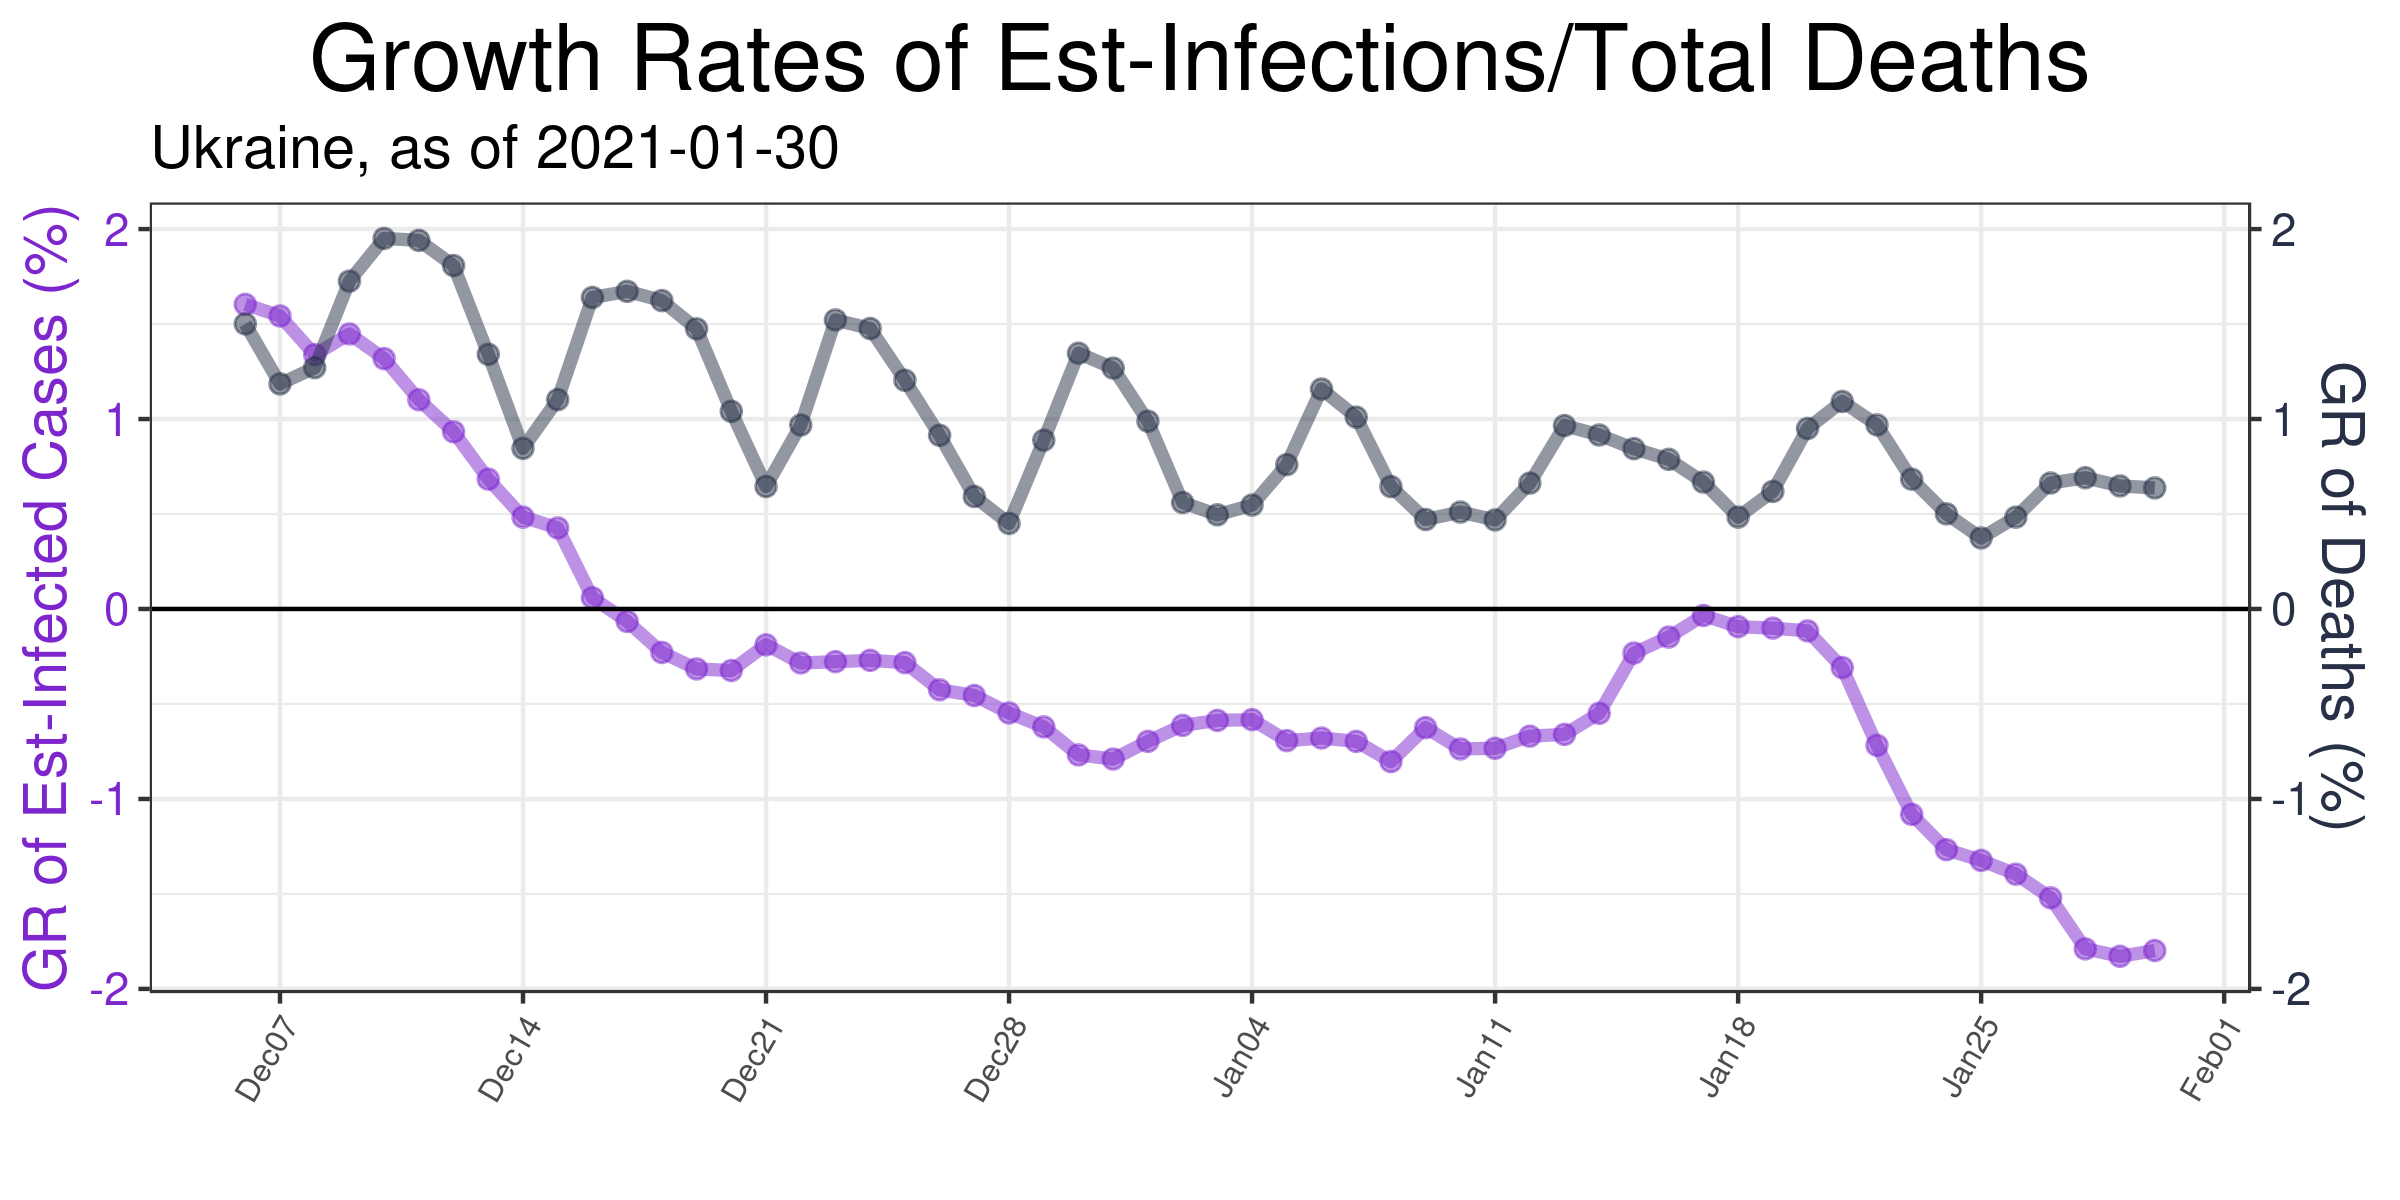 Growth Rates of Est-Infections/Total Deaths
Ukraine, as of 2021-01-30
GR of Est-Infected Cases (%)
2
1
0
-1
-2
2
1
0
-1
-2
GR of Deaths (%)
Dec07
Dec14
Dec21
Dec28
Jan04
Jan11
Jan18
Jan25
Feb01